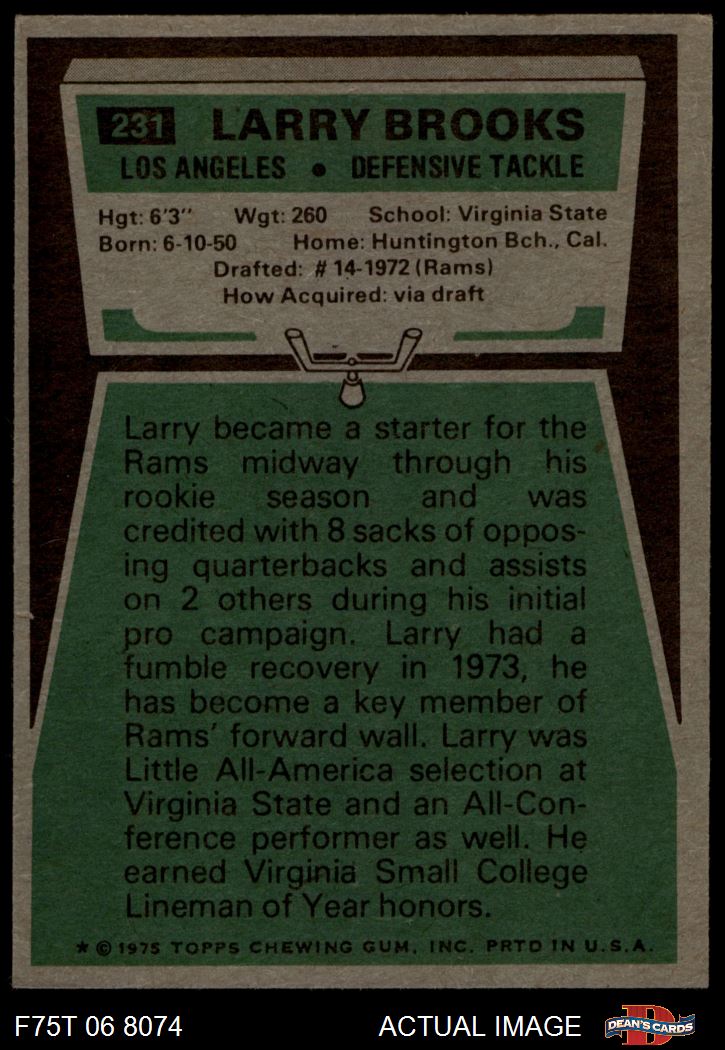 231 LARRY BROOKS
LOS ANGELES • DEFENSIVE TACKLE
Hgt: 6'3" Wgt: 260 School: Virginia State
Born: 6-10-50 Home: Huntington Bch., Cal.
Drafted: # 14-1972 (Rams)
How Acquired: via draft
Larry became a starter for the
Rams midway through his
rookie season and was
credited with 8 sacks of oppos-
ing quarterbacks and assists
on 2 others during his initial
pro campaign. Larry had a
fumble recovery in 1973, he
has become a key member of
Rams' forward wall. Larry was
Little All-America selection at
Virginia State and an All-Con-
ference performer as well. He
earned Virginia Small College
Lineman of Year honors.
★ © 1975 TOPPS CHEWING GUM, INC. PRTD IN U.S.A.
F75T 06 8074 ACTUAL IMAGE DEAN'S CARDS